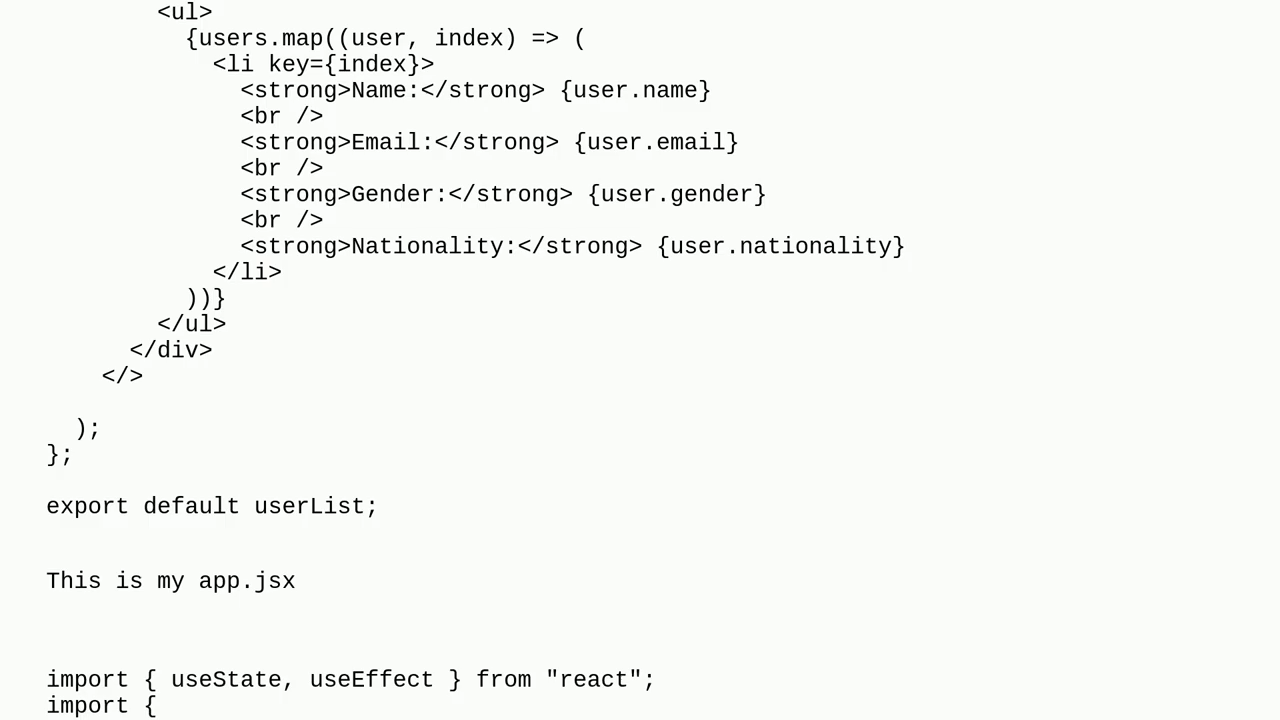 <ul>
{users.map((user, index) => (
<li key={index}>
<strong>Name:</strong> {user.name}
<br />
<strong>Email:</strong> {user.email}
<br />
<strong>Gender:</strong> {user.gender}
<br />
<strong>Nationality:</strong> {user.nationality}
</li>
))}
</ul>
</div>
</>
);
};
export default userList;
This is my app.jsx
import { useState, useEffect } from "react";
import {